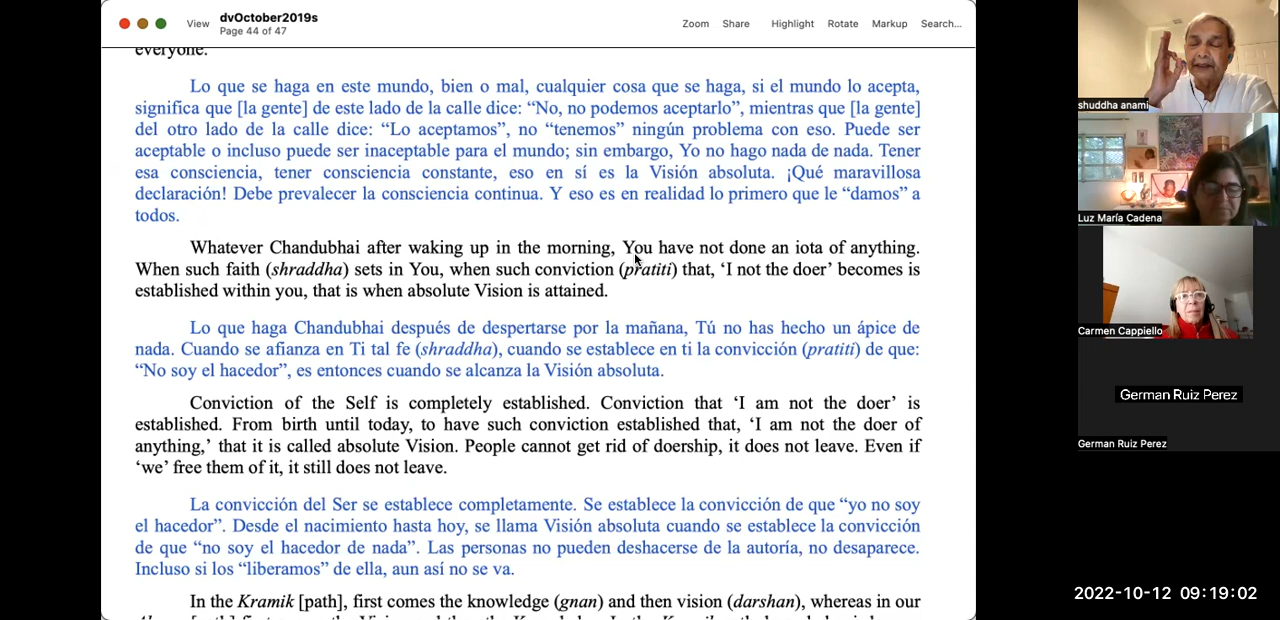 View
dvOctober2019s
Page 44 of 47
Zoom Share Highlight Rotate Markup Search...
everyone.
Lo que se haga en este mundo, bien o mal, cualquier cosa que se haga, si el mundo lo acepta,
significa que [la gente] de este lado de la calle dice: “No, no podemos aceptarlo”, mientras que [la gente]
del otro lado de la calle dice: “Lo aceptamos”, no “tenemos” ningún problema con eso. Puede ser
aceptable o incluso puede ser inaceptable para el mundo; sin embargo, Yo no hago nada de nada. Tener
esa consciencia, tener consciencia constante, eso en sí es la Visión absoluta. ¡Qué maravillosa
declaración! Debe prevalecer la consciencia continua. Y eso es en realidad lo primero que le “damos” a
todos.
Whatever Chandubhai after waking up in the morning, You have not done an iota of anything.
When such faith (shraddha) sets in You, when such conviction (pratiti) that, ‘I not the doer’ becomes is
established within you, that is when absolute Vision is attained.
Lo que haga Chandubhai después de despertarse por la mañana, Tú no has hecho un ápice de
nada. Cuando se afianza en Ti tal fe (shraddha), cuando se establece en ti la convicción (pratiti) de que:
“No soy el hacedor”, es entonces cuando se alcanza la Visión absoluta.
Conviction of the Self is completely established. Conviction that ‘I am not the doer’ is
established. From birth until today, to have such conviction established that, ‘I am not the doer of
anything,’ that it is called absolute Vision. People cannot get rid of doership, it does not leave. Even if
‘we’ free them of it, it still does not leave.
La convicción del Ser se establece completamente. Se establece la convicción de que “yo no soy
el hacedor”. Desde el nacimiento hasta hoy, se llama Visión absoluta cuando se establece la convicción
de que “no soy el hacedor de nada”. Las personas no pueden deshacerse de la autoría, no desaparece.
Incluso si los “liberamos” de ella, aun así no se va.
In the Kramik [path], first comes the knowledge (gnan) and then vision (darshan), whereas in our
shuddha anami
Luz María Cadena
Carmen Cappiello
German Ruiz Perez
German Ruiz Perez
2022-10-12 09:19:02